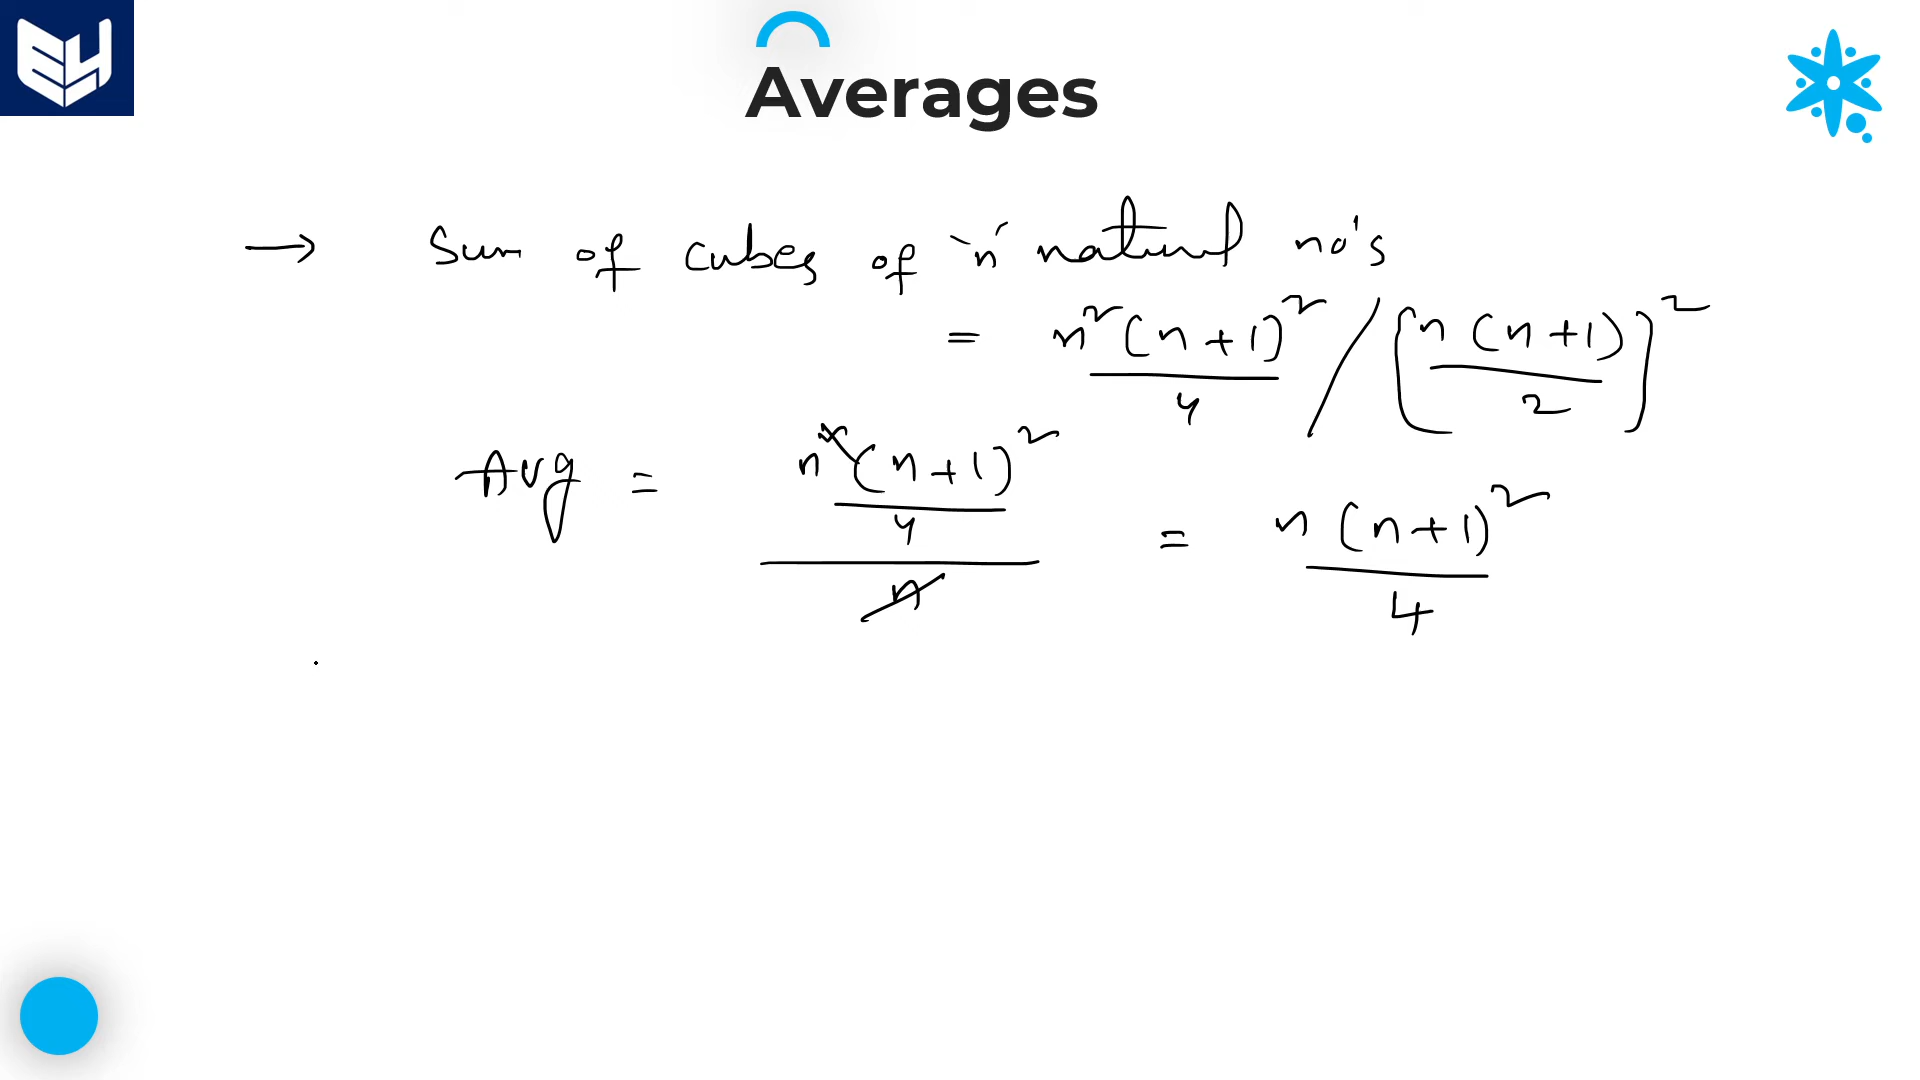 Averages
→ Sum of cubes of 'n' natural no's
= n²(n+1)²/4 / [n(n+1)/2]²
Avg = (n²(n+1)²/4)/n = n(n+1)²/4